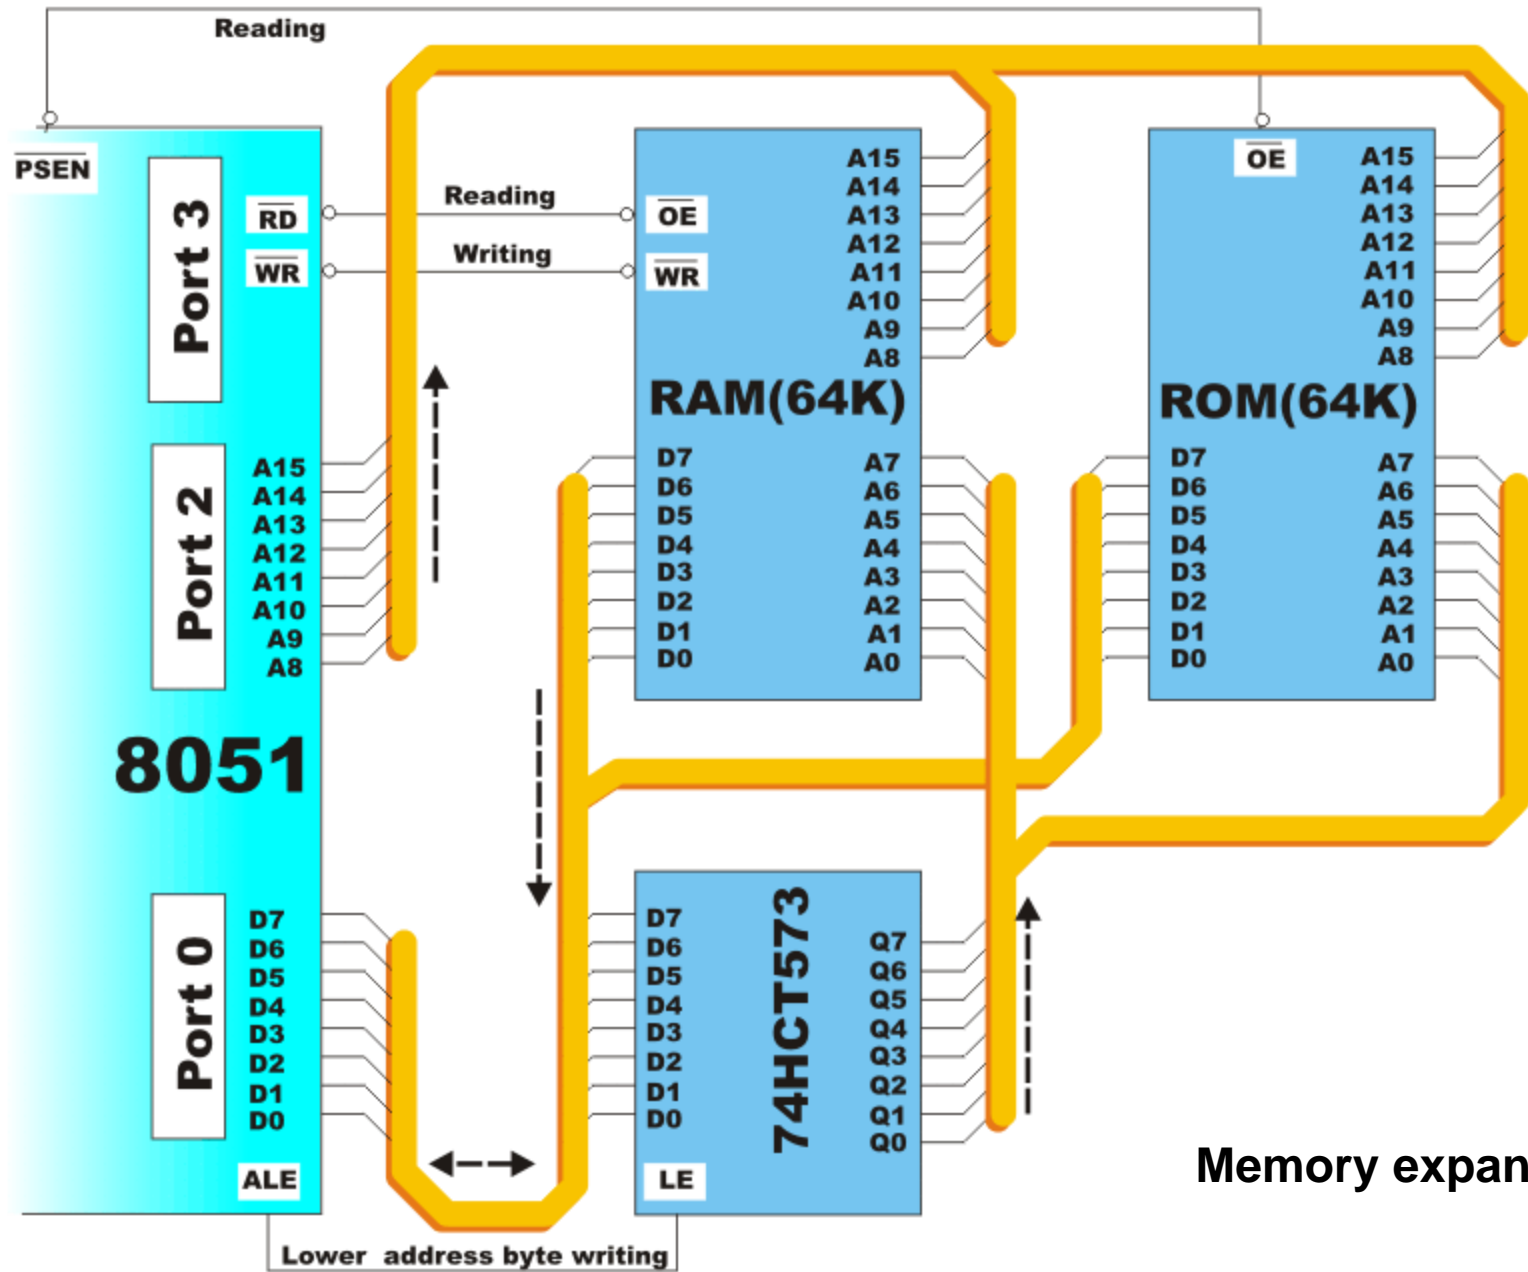 Reading
PSEN
Port 3
RD
WR
Reading
Writing
OE
WR
A15
A14
A13
A12
A11
A10
A9
A8
RAM(64K)
D7
D6
D5
D4
D3
D2
D1
D0
A7
A6
A5
A4
A3
A2
A1
A0
OE
A15
A14
A13
A12
A11
A10
A9
A8
ROM(64K)
D7
D6
D5
D4
D3
D2
D1
D0
A7
A6
A5
A4
A3
A2
A1
A0
Port 2
A15
A14
A13
A12
A11
A10
A9
A8
8051
Port 0
D7
D6
D5
D4
D3
D2
D1
D0
ALE
D7
D6
D5
D4
D3
D2
D1
D0
74HCT573
Q7
Q6
Q5
Q4
Q3
Q2
Q1
Q0
LE
Lower address byte writing
Memory expan